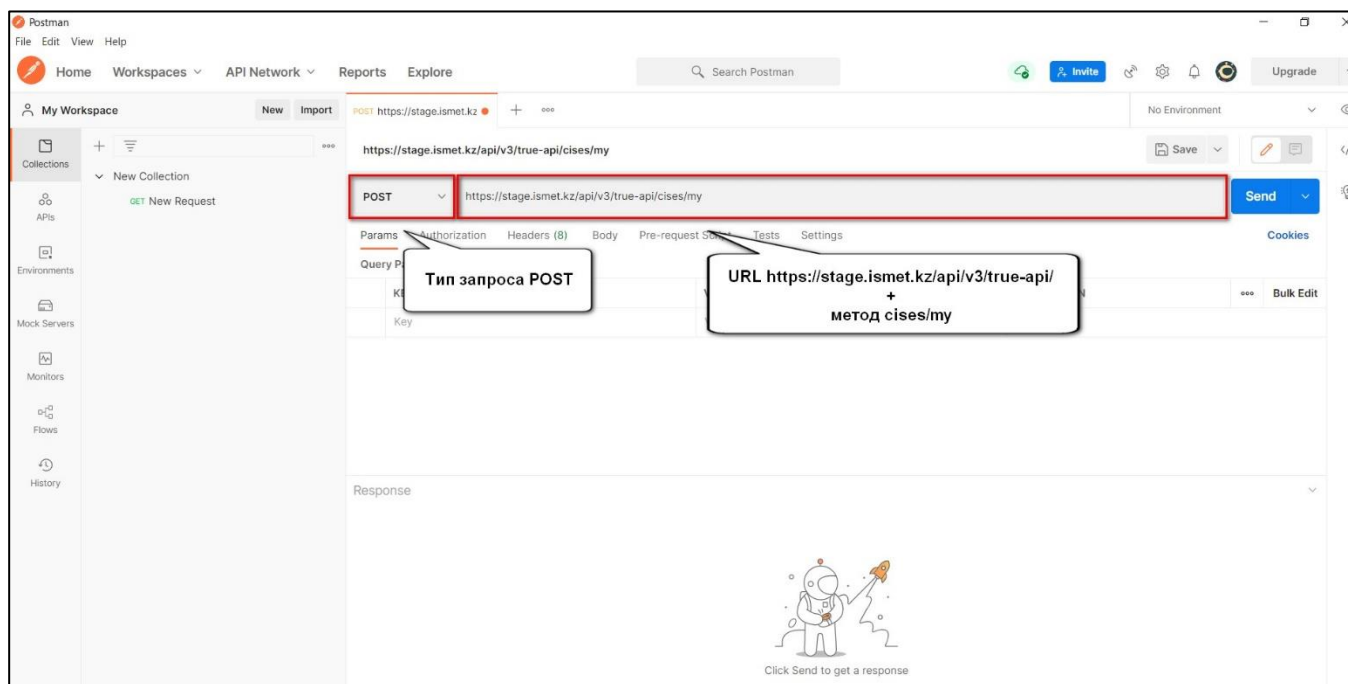 Postman
File Edit View Help
Home Workspaces API Network Reports Explore Search Postman Invite Upgrade
My Workspace New Import POST https://stage.ismet.kz No Environment
Collections
https://stage.ismet.kz/api/v3/true-api/cises/my Save
New Collection
GET New Request
POST https://stage.ismet.kz/api/v3/true-api/cises/my Send
APIs
Params Authorization Headers (8) Body Pre-request Tests Settings Cookies
Environments
Тип запроса POST
URL https://stage.ismet.kz/api/v3/true-api/
+
метод cises/my
Bulk Edit
Key
Mock Servers
Monitors
Flows
History
Response
Click Send to get a response